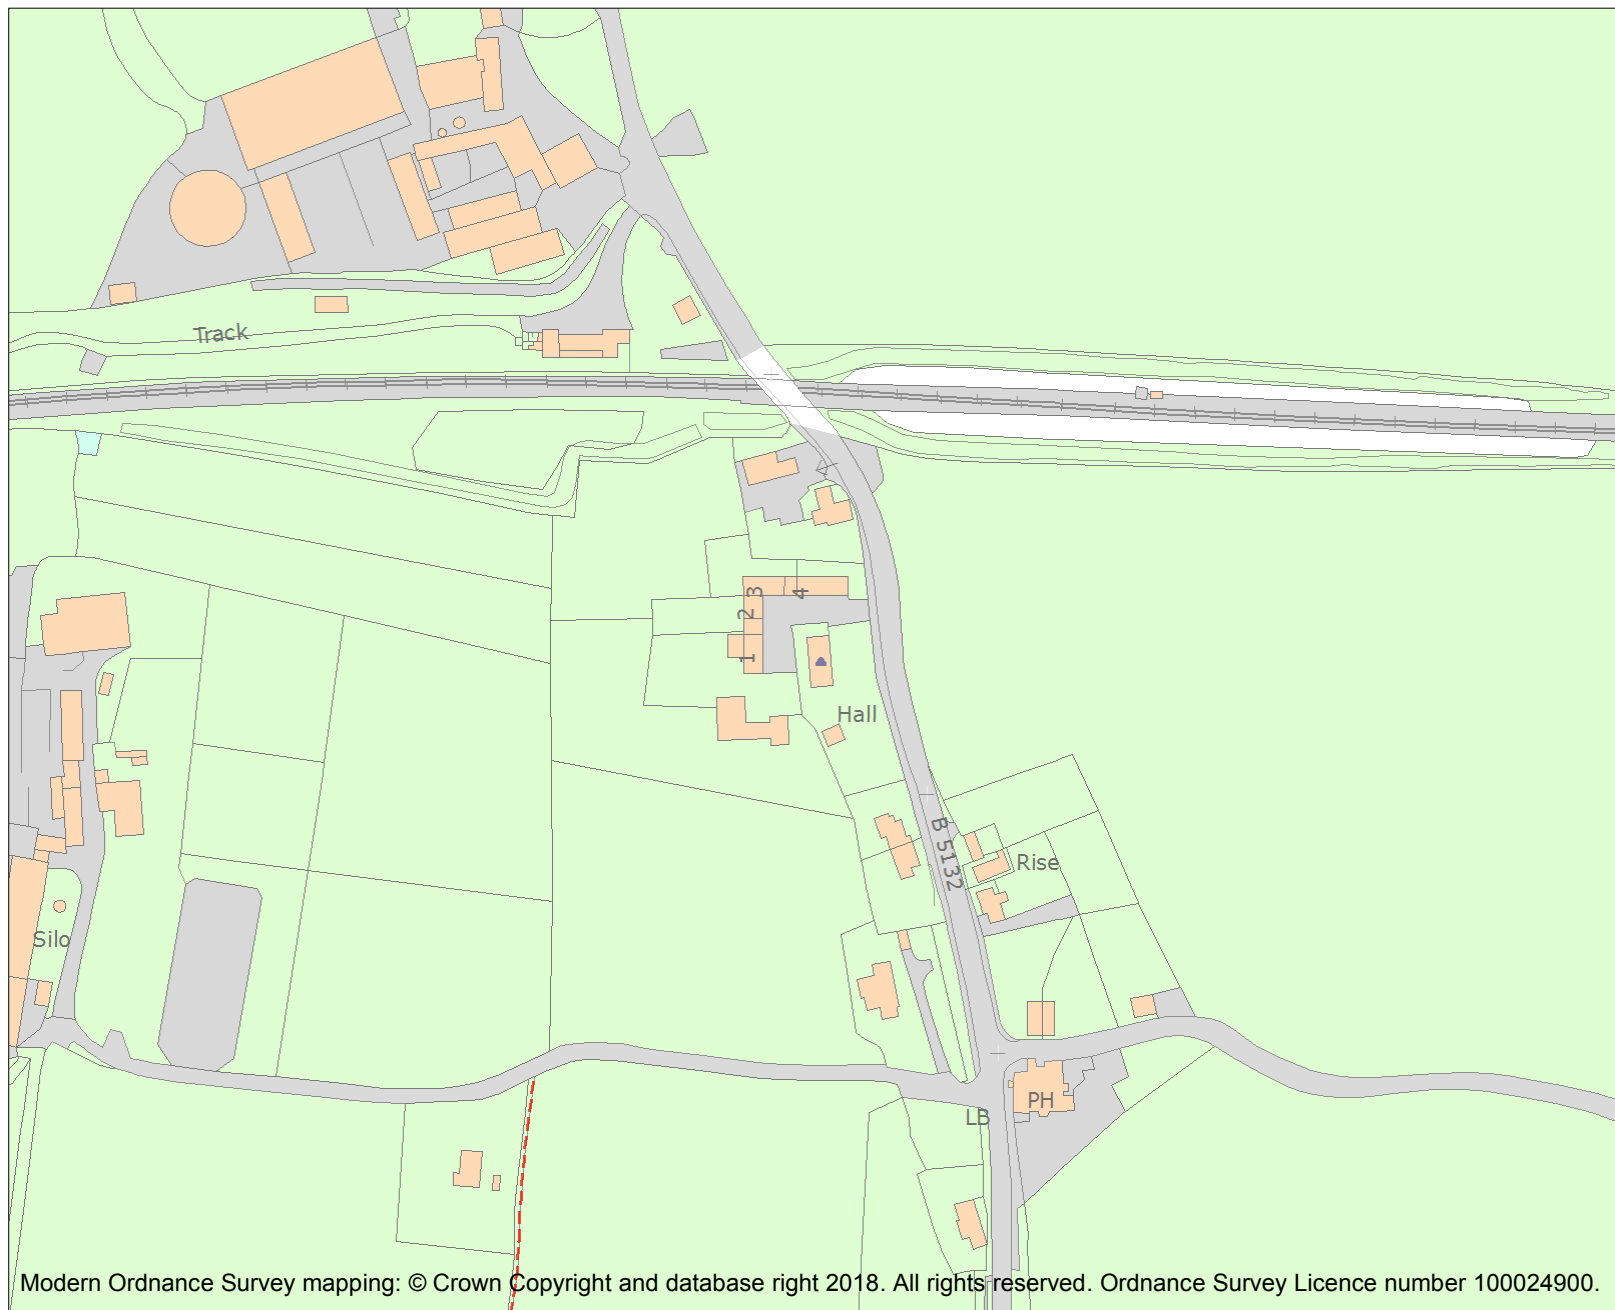 Track
3
4
2
1
Hall
B 5132
Rise
Silo
PH
LB
Modern Ordnance Survey mapping: © Crown Copyright and database right 2018. All rights reserved. Ordnance Survey Licence number 100024900.